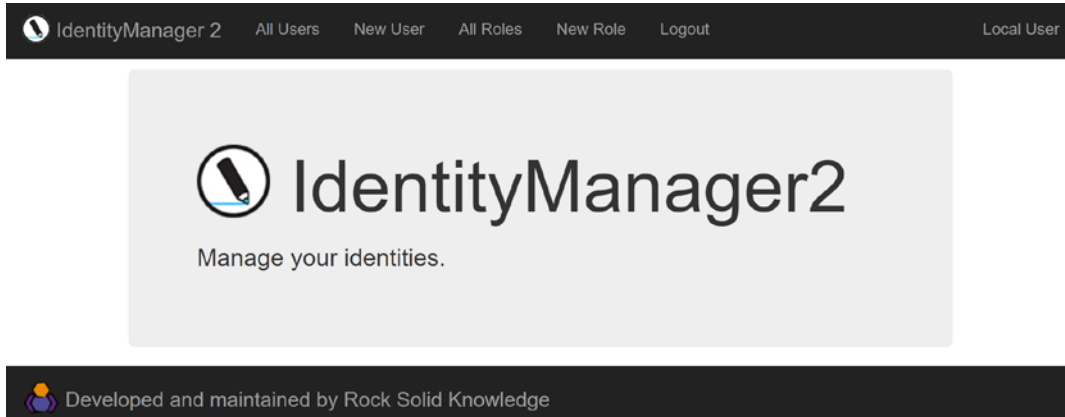 IdentityManager 2 All Users New User All Roles New Role Logout Local User
IdentityManager2
Manage your identities.
Developed and maintained by Rock Solid Knowledge